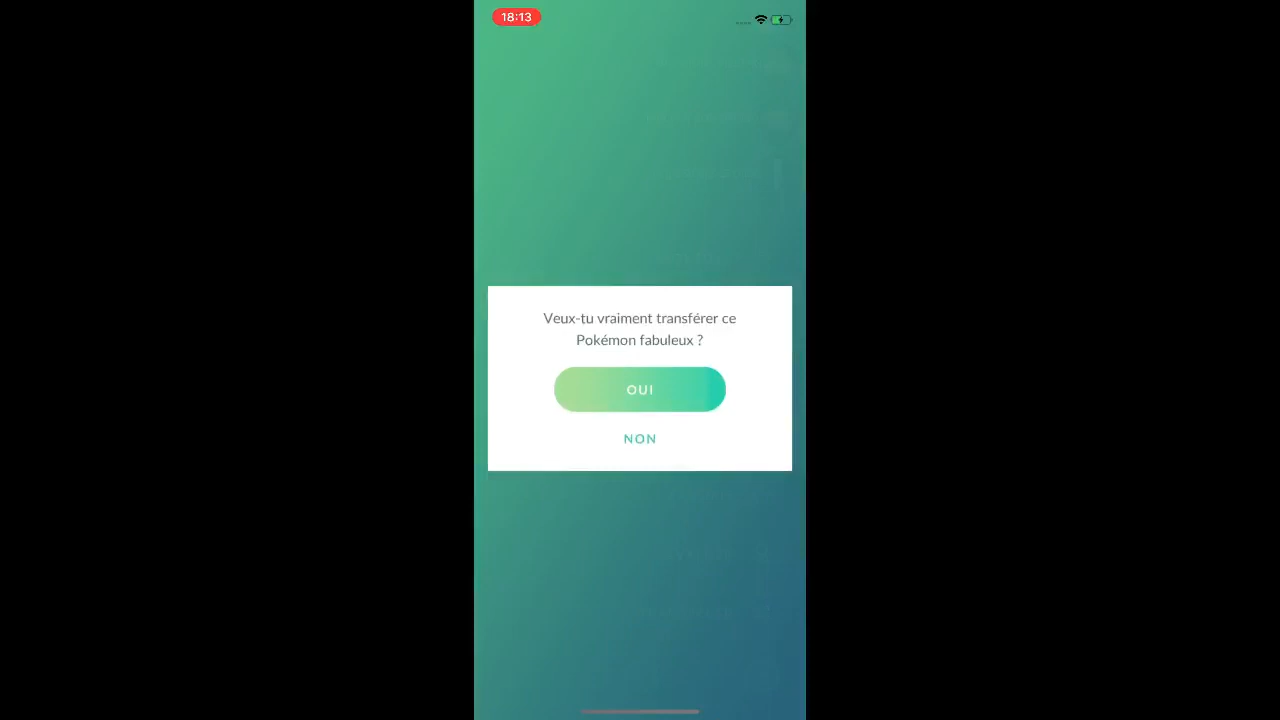 18:13
Veux-tu vraiment transférer ce
Pokémon fabuleux ?
OUI
NON